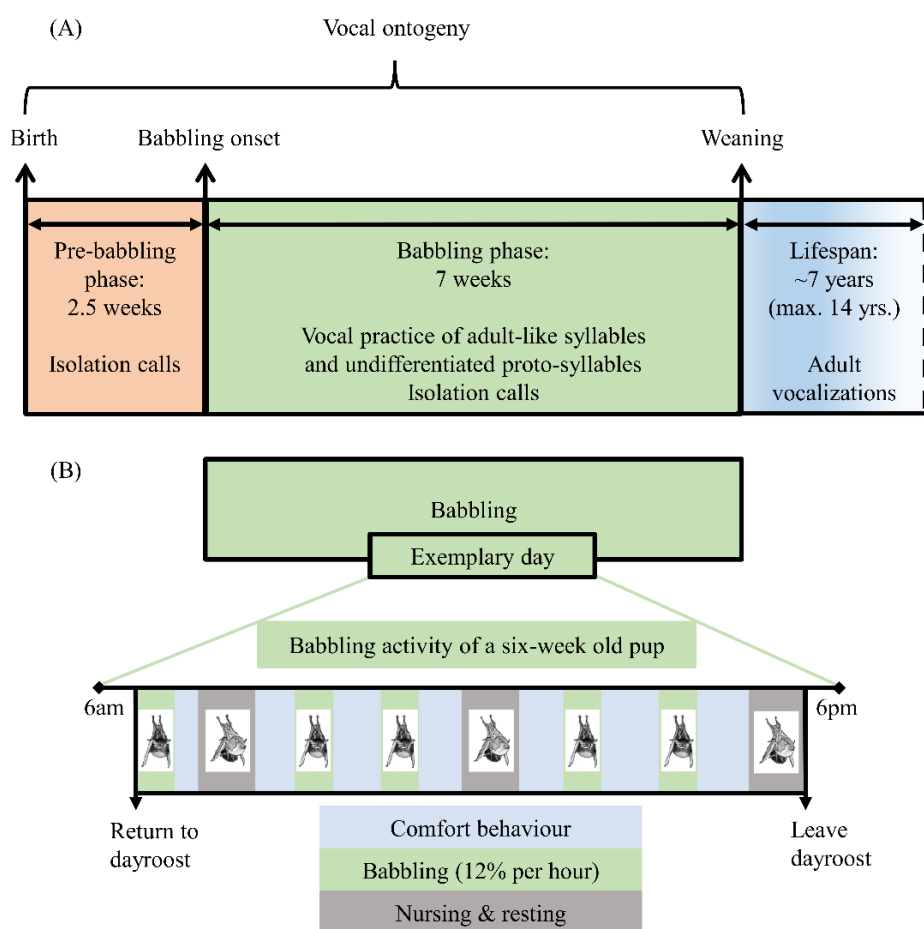 (A)
Vocal ontogeny
Birth
Babbling onset
Weaning
Pre-babbling
phase:
2.5 weeks
Isolation calls
Babbling phase:
7 weeks
Vocal practice of adult-like syllables
and undifferentiated proto-syllables
Isolation calls
Lifespan:
~7 years
(max. 14 yrs.)
Adult
vocalizations
(B)
Babbling
Exemplary day
Babbling activity of a six-week old pup
6am
6pm
Return to
dayroost
Leave
dayroost
Comfort behaviour
Babbling (12% per hour)
Nursing & resting